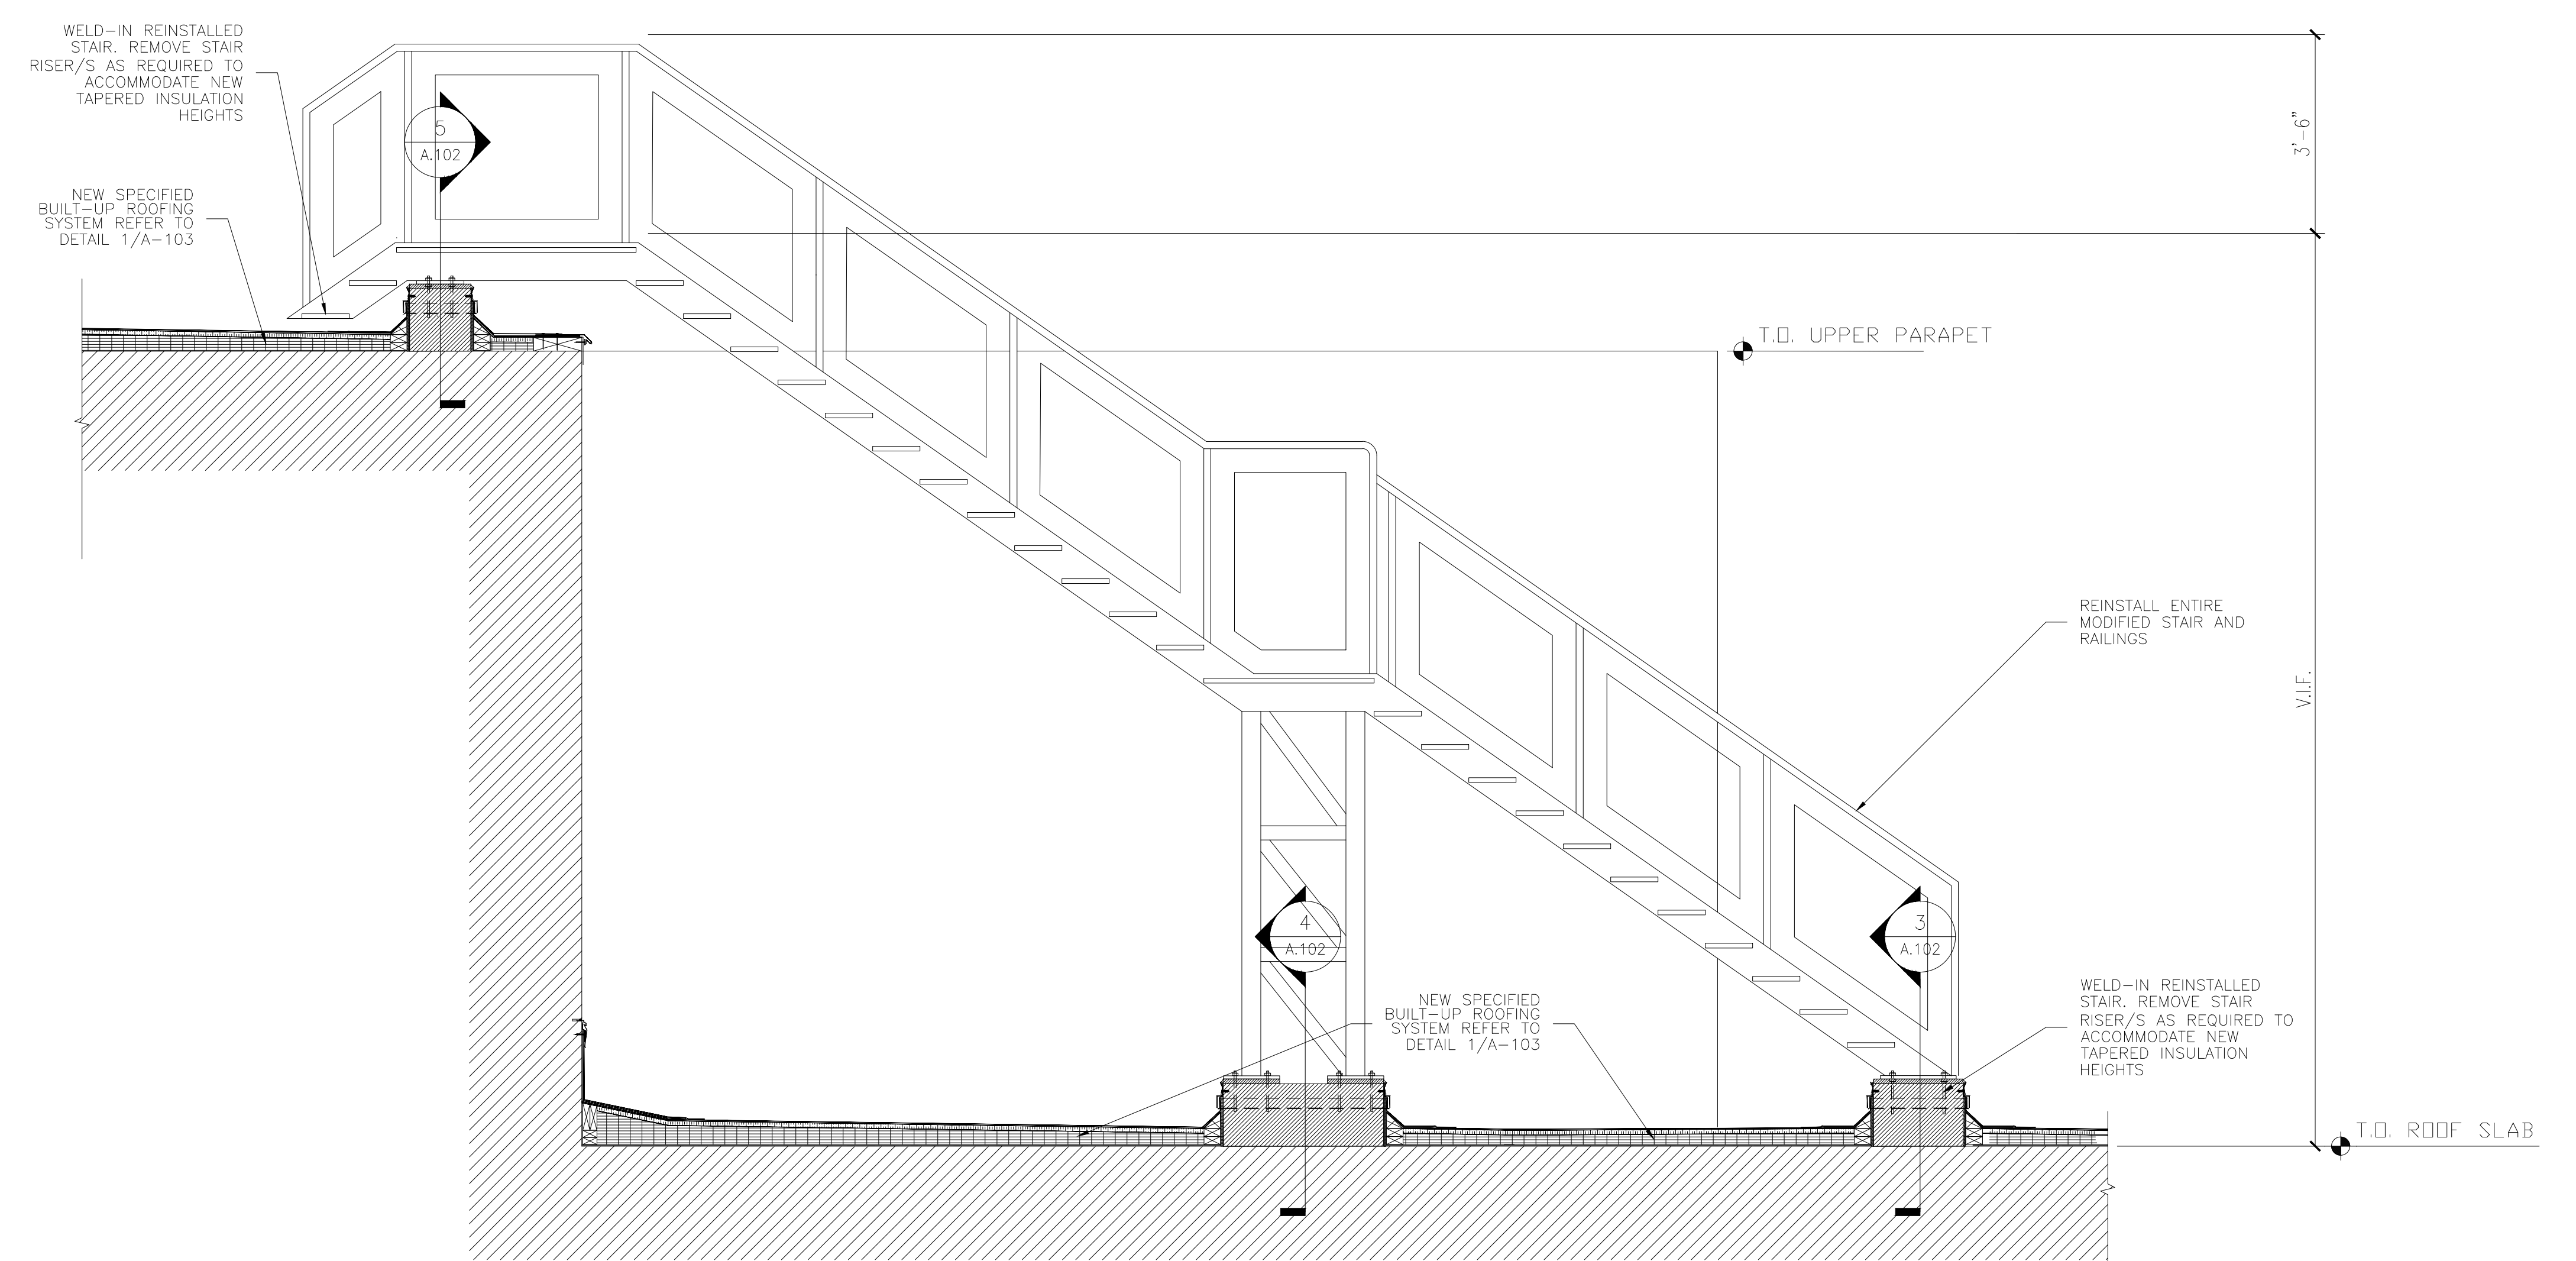 WELD-IN REINSTALLED
STAIR. REMOVE STAIR
RISER/S AS REQUIRED TO
ACCOMMODATE NEW
TAPERED INSULATION
HEIGHTS
5
A.102
3'-6"
NEW SPECIFIED
BUILT-UP ROOFING
SYSTEM REFER TO
DETAIL 1/A-103
T.O. UPPER PARAPET
REINSTALL ENTIRE
MODIFIED STAIR AND
RAILINGS
V.I.F.
4
A.102
3
A.102
NEW SPECIFIED
BUILT-UP ROOFING
SYSTEM REFER TO
DETAIL 1/A-103
WELD-IN REINSTALLED
STAIR. REMOVE STAIR
RISER/S AS REQUIRED TO
ACCOMMODATE NEW
TAPERED INSULATION
HEIGHTS
T.O. ROOF SLAB